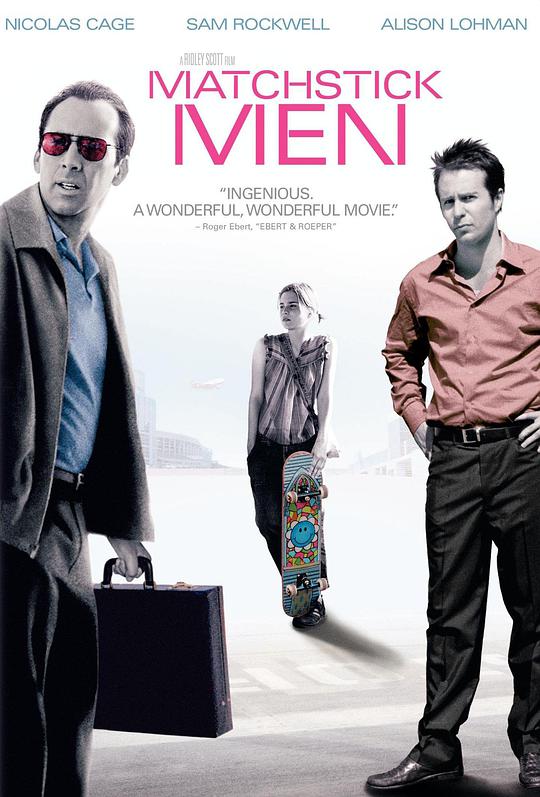 NICOLAS CAGE SAM ROCKWELL ALISON LOHMAN
A RIDLEY SCOTT FILM
MATCHSTICK
MEN
“INGENIOUS.
A WONDERFUL, WONDERFUL MOVIE.”
– Roger Ebert, “EBERT & ROEPER”